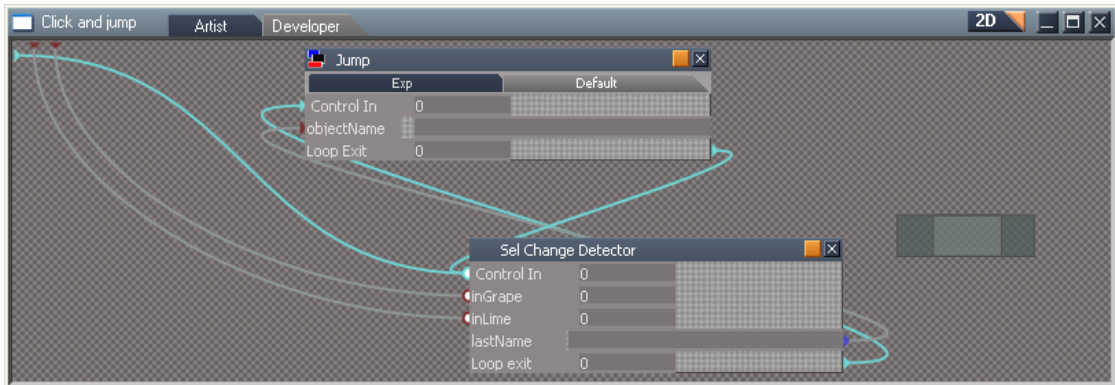 Click and jump Artist Developer 2D
Jump
Exp Default
Control In 0
objectName
Loop Exit 0
Sel Change Detector
Control In 0
inGrape 0
inLime 0
lastName
Loop exit 0